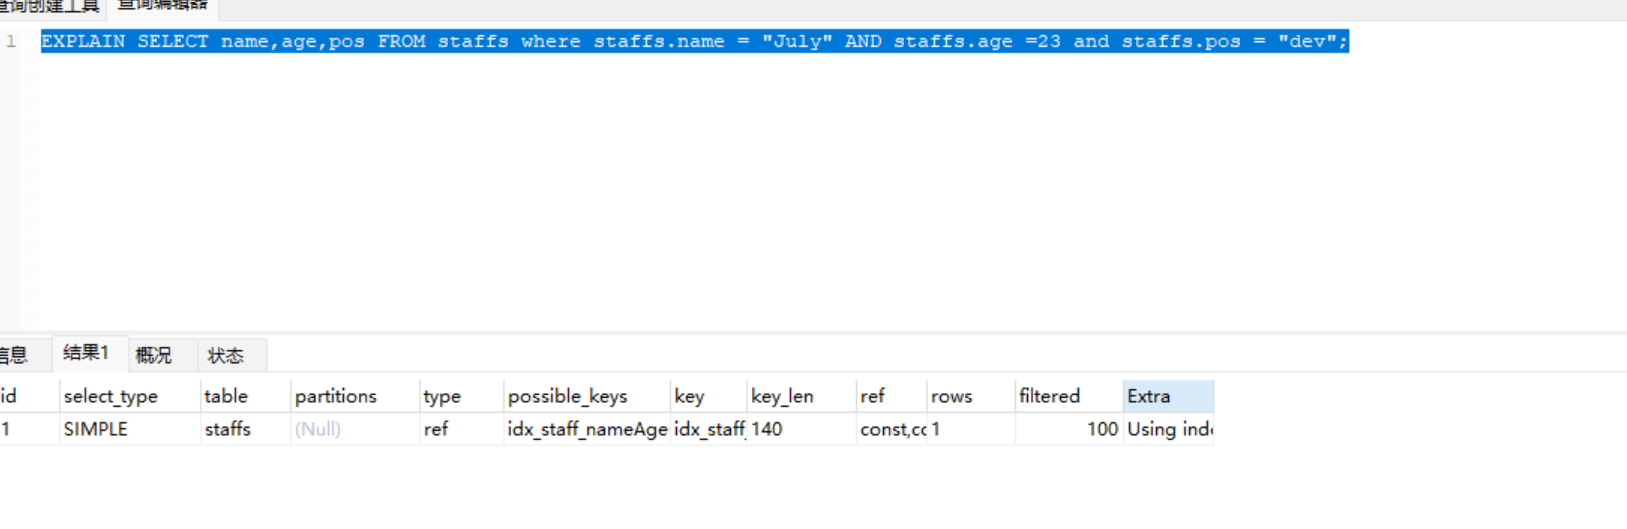 查询创建工具 查询编辑器
1 EXPLAIN SELECT name,age,pos FROM staffs where staffs.name = "July" AND staffs.age =23 and staffs.pos = "dev";
信息 结果1 概况 状态
id select_type table partitions type possible_keys key key_len ref rows filtered Extra
1 SIMPLE staffs (Null) ref idx_staff_nameAge idx_staff_ 140 const,co 1 100 Using inde